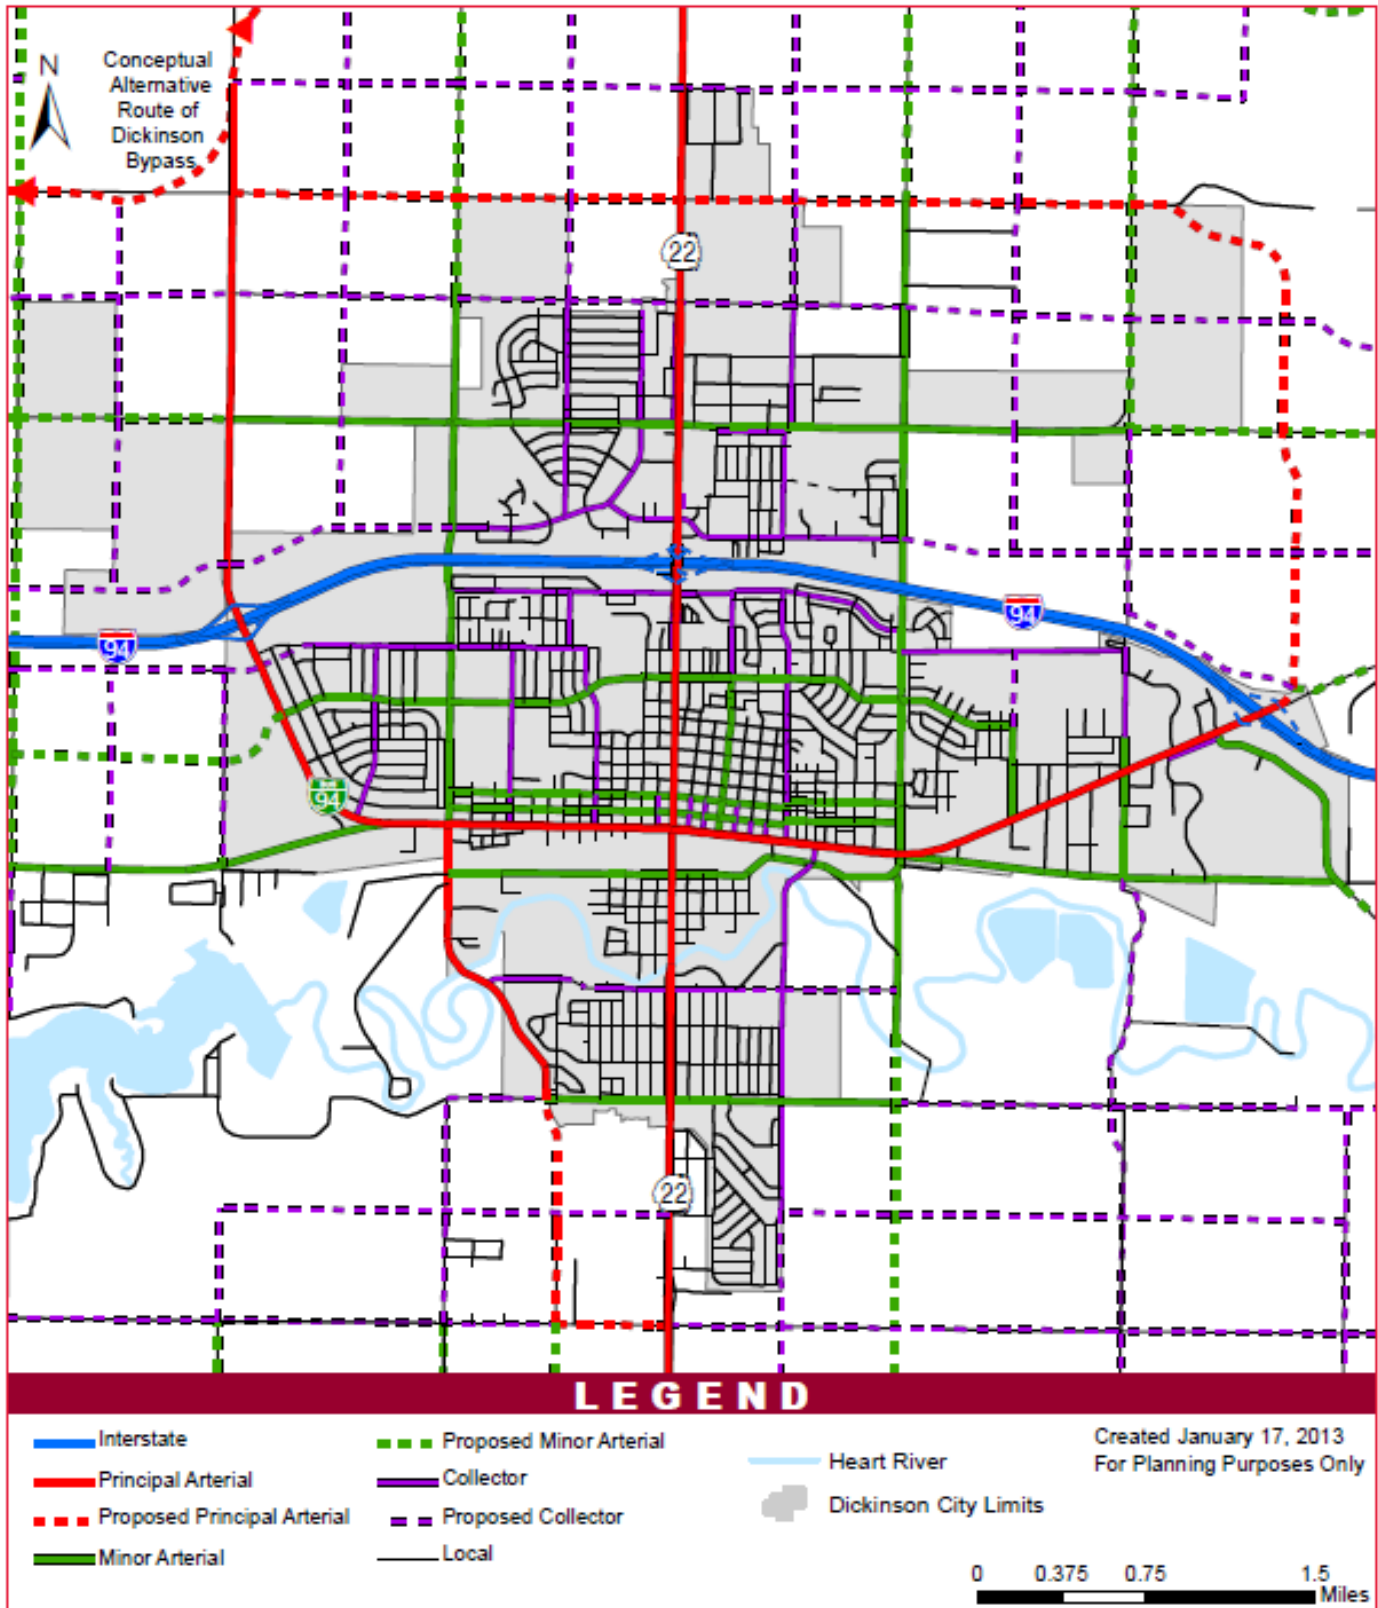 N
Conceptual
Alternative
Route of
Dickinson
Bypass
22
94
94
94
22
LEGEND
Interstate
Principal Arterial
Proposed Principal Arterial
Minor Arterial
Proposed Minor Arterial
Collector
Proposed Collector
Local
Heart River
Dickinson City Limits
Created January 17, 2013
For Planning Purposes Only
0 0.375 0.75 1.5
Miles